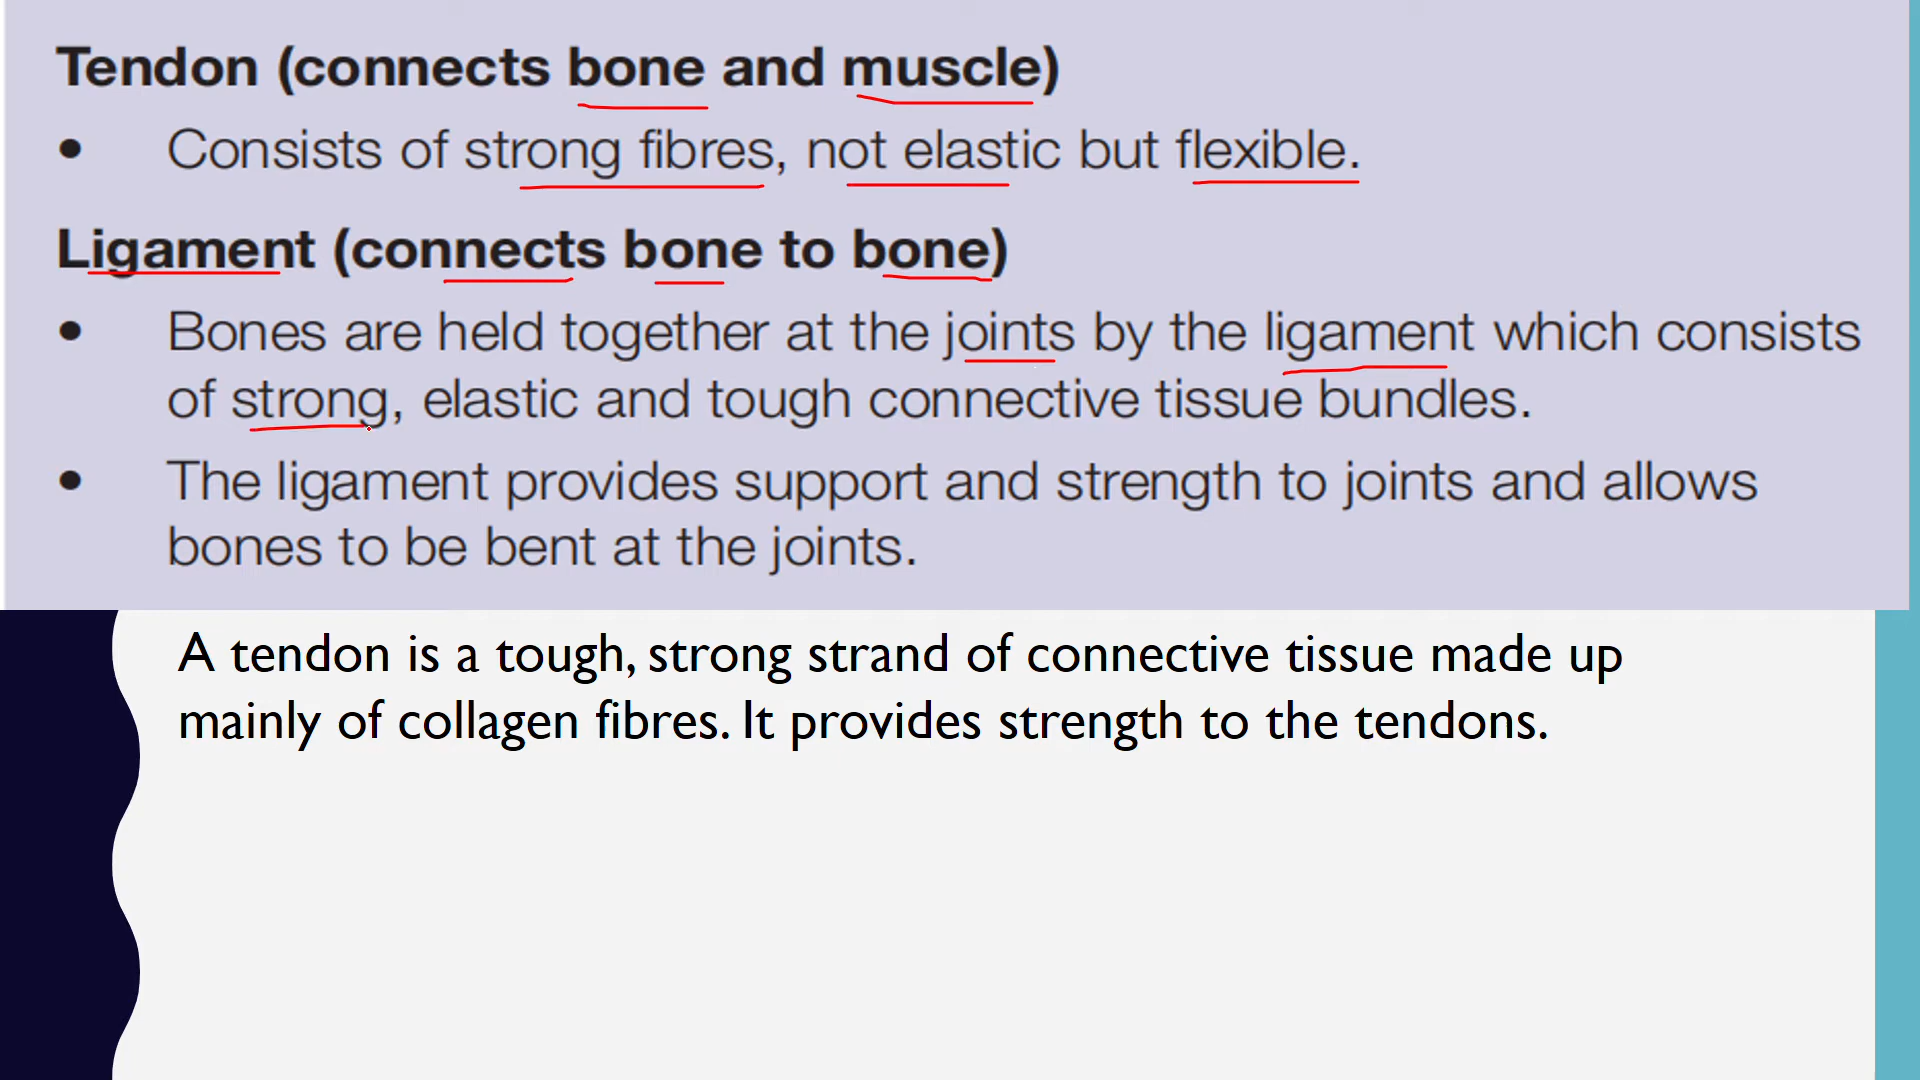 Tendon (connects bone and muscle)
• Consists of strong fibres, not elastic but flexible.
Ligament (connects bone to bone)
• Bones are held together at the joints by the ligament which consists
of strong, elastic and tough connective tissue bundles.
• The ligament provides support and strength to joints and allows
bones to be bent at the joints.
A tendon is a tough, strong strand of connective tissue made up
mainly of collagen fibres. It provides strength to the tendons.